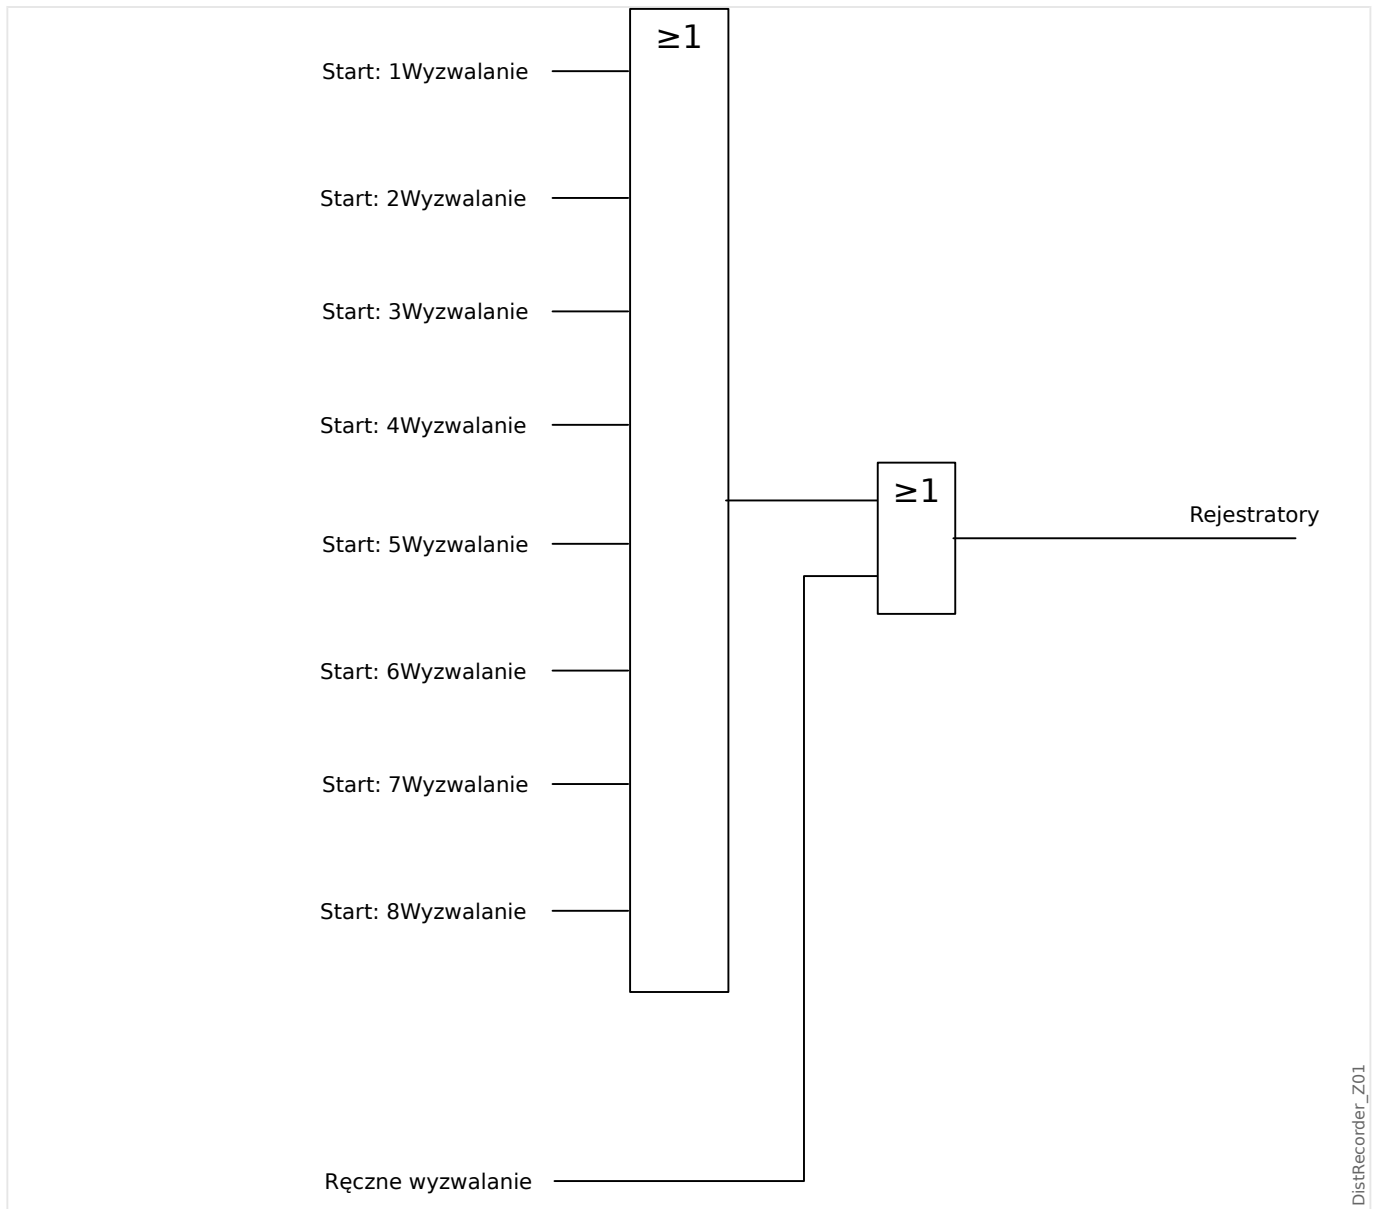 ≥1
Start: 1Wyzwalanie
Start: 2Wyzwalanie
Start: 3Wyzwalanie
Start: 4Wyzwalanie
≥1
Rejestratory
Start: 5Wyzwalanie
Start: 6Wyzwalanie
Start: 7Wyzwalanie
Start: 8Wyzwalanie
Ręczne wyzwalanie
DistRecorder_Z01